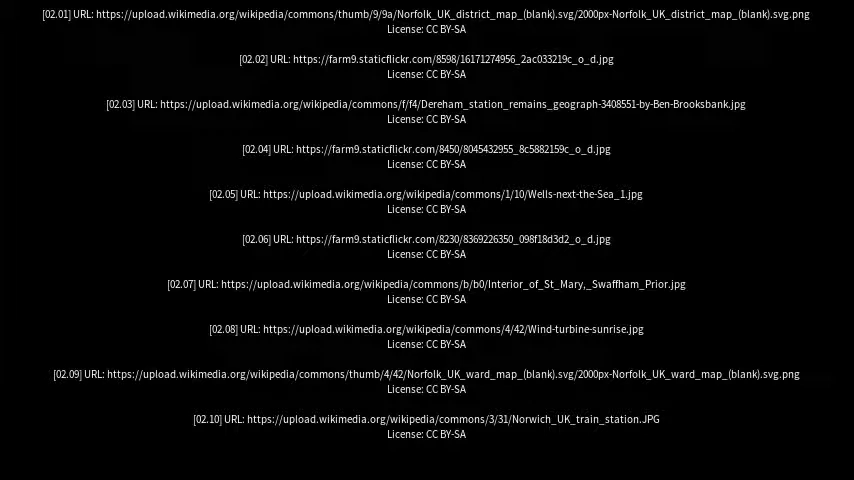 [02.01] URL: https://upload.wikimedia.org/wikipedia/commons/thumb/9/9a/Norfolk_UK_district_map_(blank).svg/2000px-Norfolk_UK_district_map_(blank).svg.png
License: CC BY-SA
[02.02] URL: https://farm9.staticflickr.com/8598/16171274956_2ac033219c_o_d.jpg
License: CC BY-SA
[02.03] URL: https://upload.wikimedia.org/wikipedia/commons/f/f4/Dereham_station_remains_geograph-3408551-by-Ben-Brooksbank.jpg
License: CC BY-SA
[02.04] URL: https://farm9.staticflickr.com/8450/8045432955_8c5882159c_o_d.jpg
License: CC BY-SA
[02.05] URL: https://upload.wikimedia.org/wikipedia/commons/1/10/Wells-next-the-Sea_1.jpg
License: CC BY-SA
[02.06] URL: https://farm9.staticflickr.com/8230/8369226350_098f18d3d2_o_d.jpg
License: CC BY-SA
[02.07] URL: https://upload.wikimedia.org/wikipedia/commons/b/b0/Interior_of_St_Mary,_Swaffham_Prior.jpg
License: CC BY-SA
[02.08] URL: https://upload.wikimedia.org/wikipedia/commons/4/42/Wind-turbine-sunrise.jpg
License: CC BY-SA
[02.09] URL: https://upload.wikimedia.org/wikipedia/commons/thumb/4/42/Norfolk_UK_ward_map_(blank).svg/2000px-Norfolk_UK_ward_map_(blank).svg.png
License: CC BY-SA
[02.10] URL: https://upload.wikimedia.org/wikipedia/commons/3/31/Norwich_UK_train_station.JPG
License: CC BY-SA